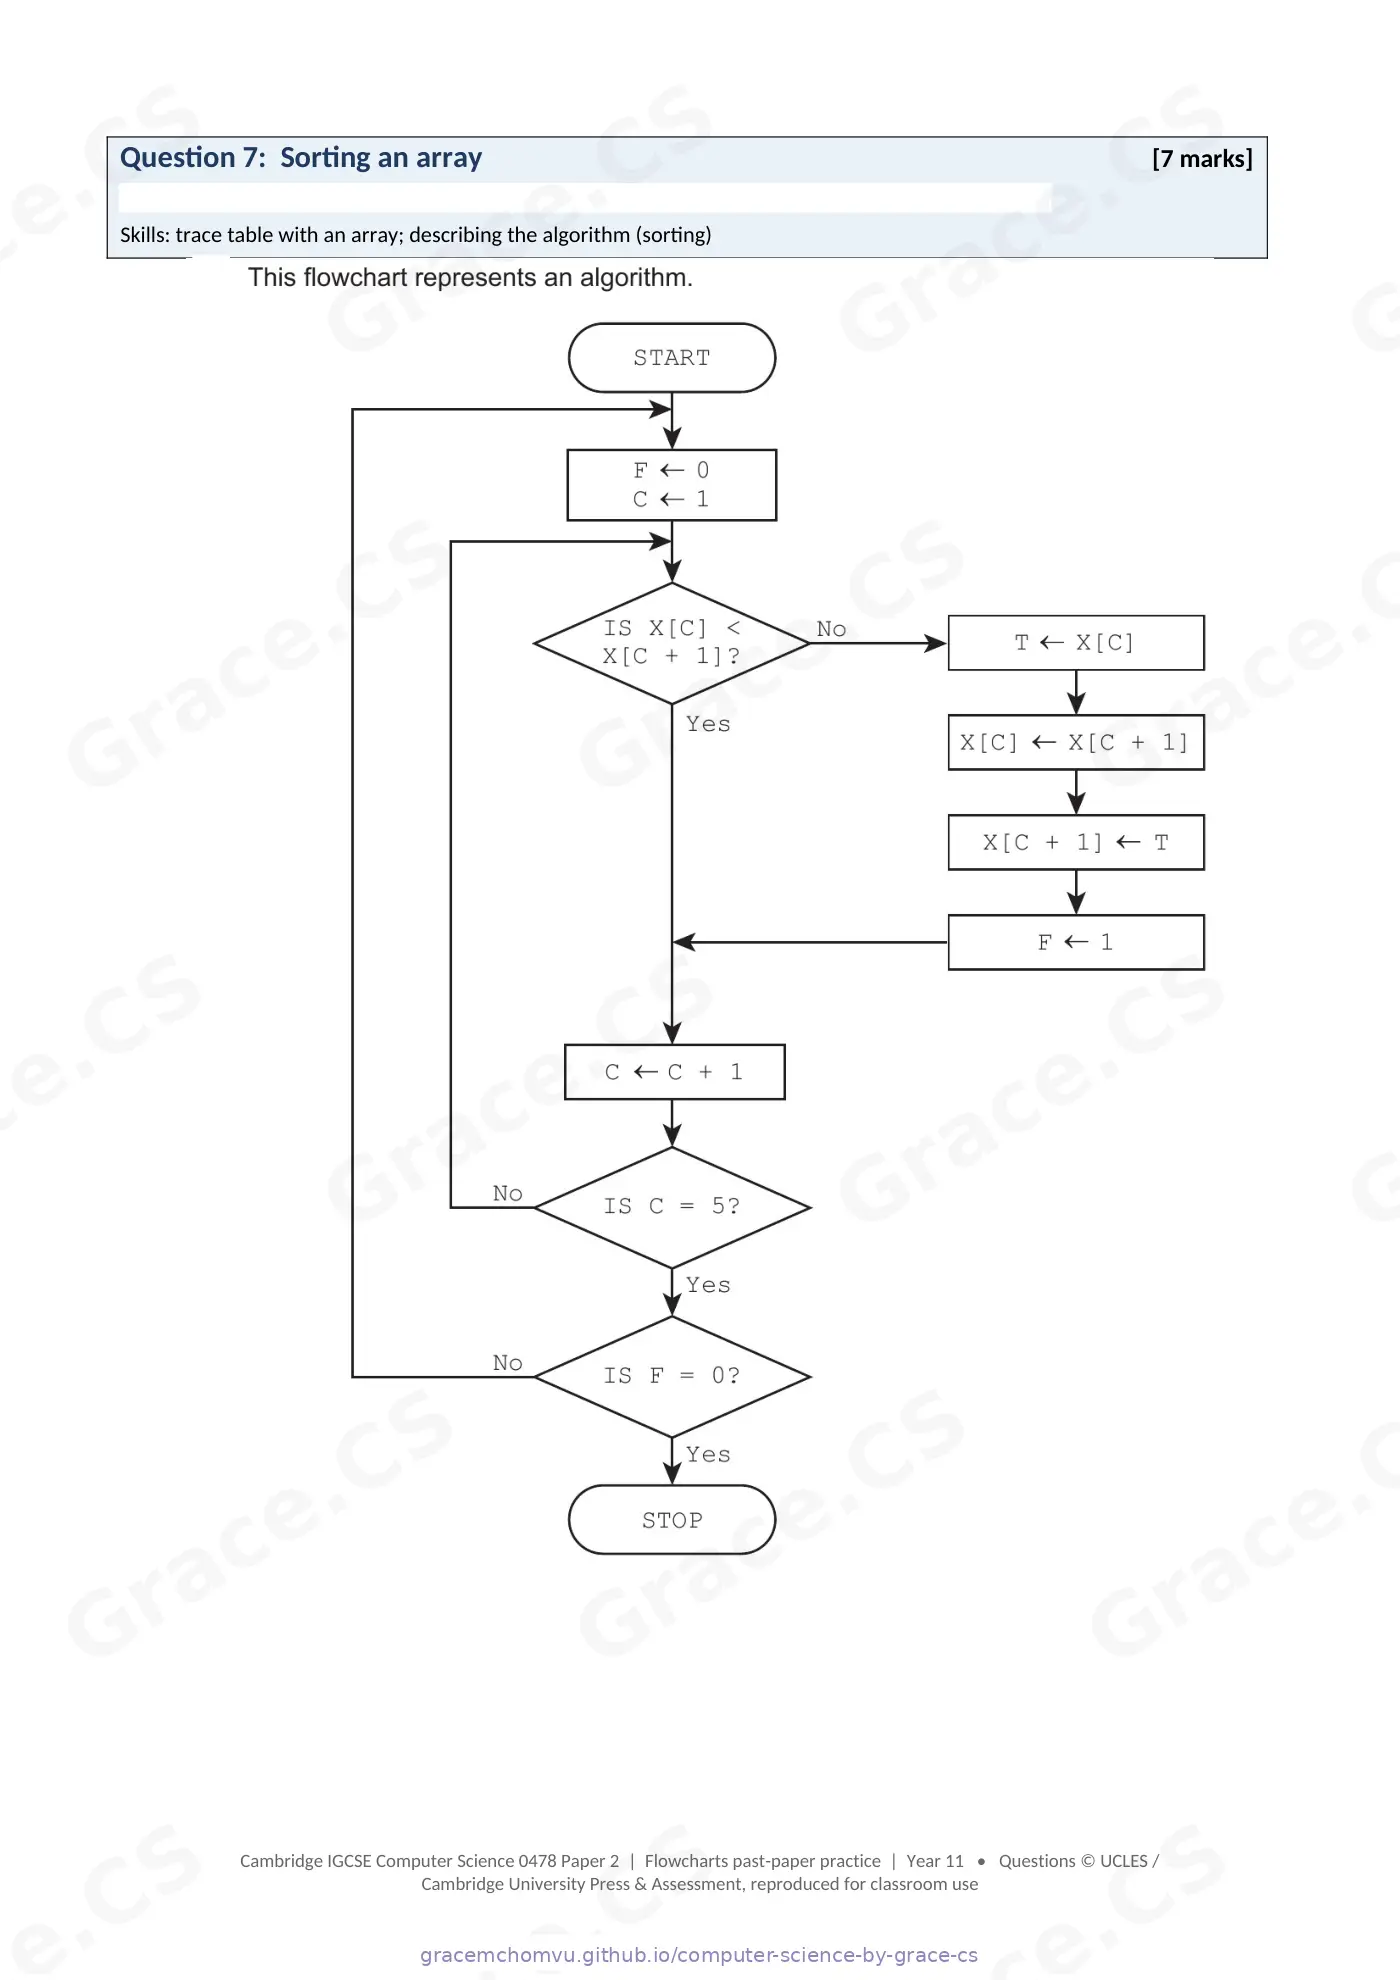 Question 7:  Sorting an array [7 marks]
Skills: trace table with an array; describing the algorithm (sorting)
This flowchart represents an algorithm.
START
F ← 0
C ← 1
IS X[C] <
X[C + 1]?
No
T ← X[C]
Yes
X[C] ← X[C + 1]
X[C + 1] ← T
F ← 1
C ← C + 1
No
IS C = 5?
Yes
No
IS F = 0?
Yes
STOP
Cambridge IGCSE Computer Science 0478 Paper 2 | Flowcharts past-paper practice | Year 11 • Questions © UCLES /
Cambridge University Press & Assessment, reproduced for classroom use
gracemchomvu.github.io/computer-science-by-grace-cs
Grace.CS